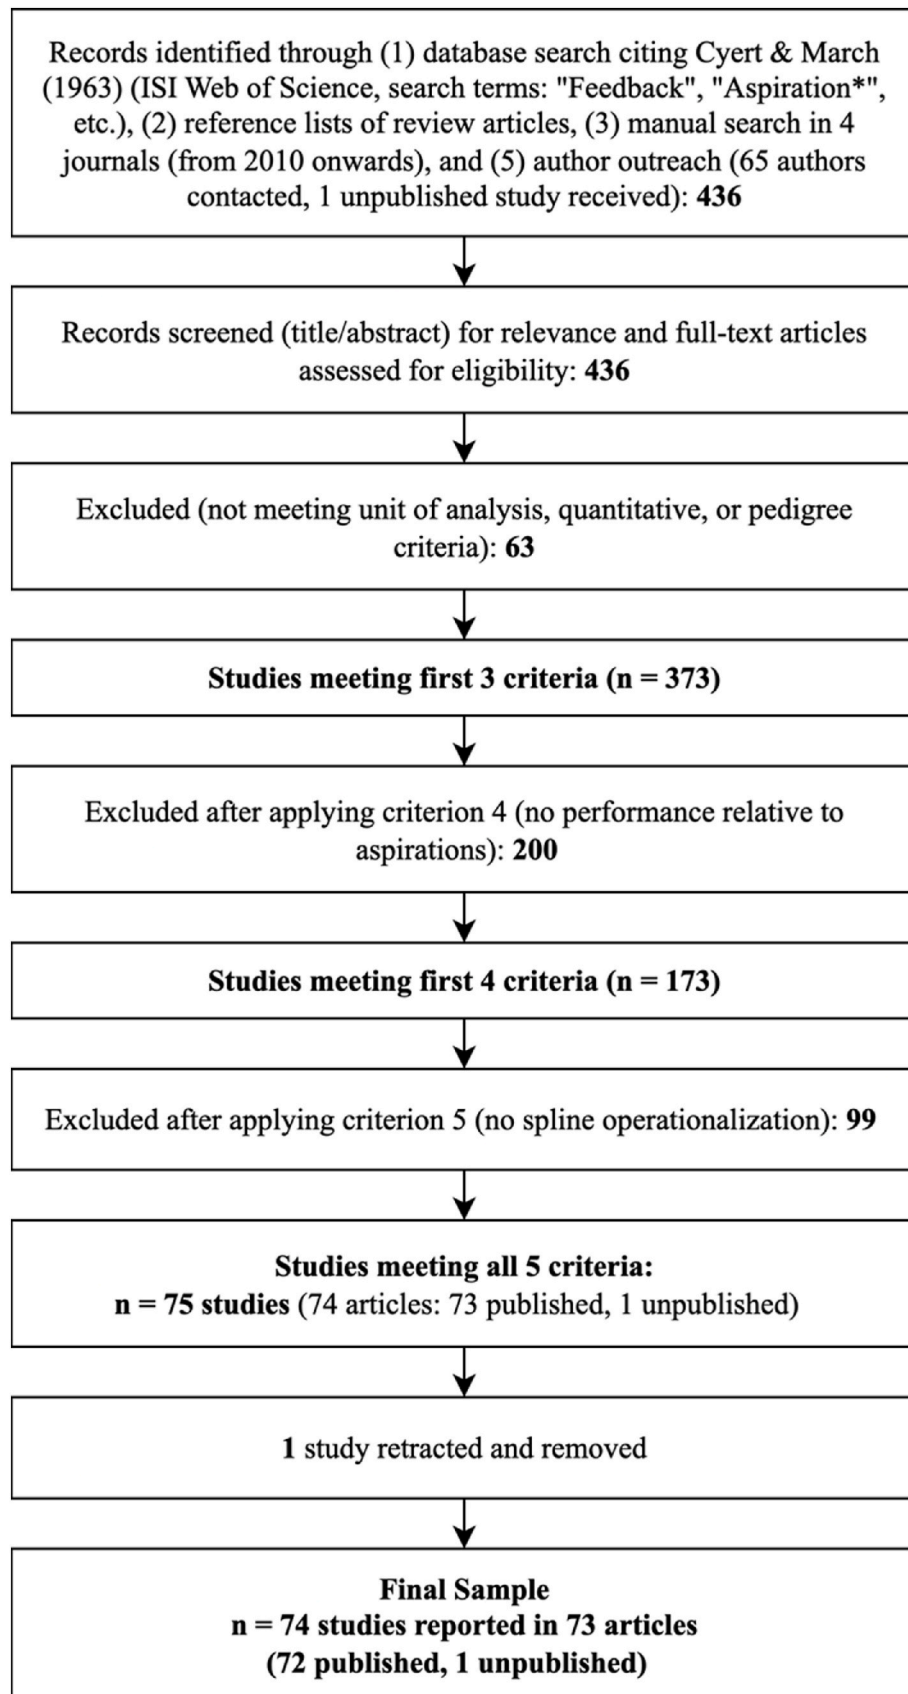 Records identified through (1) database search citing Cyert & March
(1963) (ISI Web of Science, search terms: "Feedback", "Aspiration*",
etc.), (2) reference lists of review articles, (3) manual search in 4
journals (from 2010 onwards), and (5) author outreach (65 authors
contacted, 1 unpublished study received): 436
Records screened (title/abstract) for relevance and full-text articles
assessed for eligibility: 436
Excluded (not meeting unit of analysis, quantitative, or pedigree
criteria): 63
Studies meeting first 3 criteria (n = 373)
Excluded after applying criterion 4 (no performance relative to
aspirations): 200
Studies meeting first 4 criteria (n = 173)
Excluded after applying criterion 5 (no spline operationalization): 99
Studies meeting all 5 criteria:
n = 75 studies (74 articles: 73 published, 1 unpublished)
1 study retracted and removed
Final Sample
n = 74 studies reported in 73 articles
(72 published, 1 unpublished)